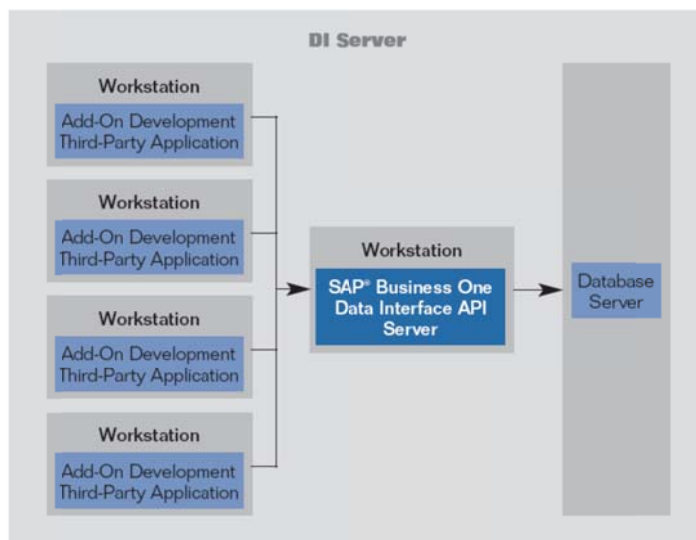 DI Server
Workstation
Add-On Development
Third-Party Application
Workstation
Add-On Development
Third-Party Application
Workstation
Add-On Development
Third-Party Application
Workstation
Add-On Development
Third-Party Application
Workstation
SAP® Business One
Data Interface API
Server
Database
Server